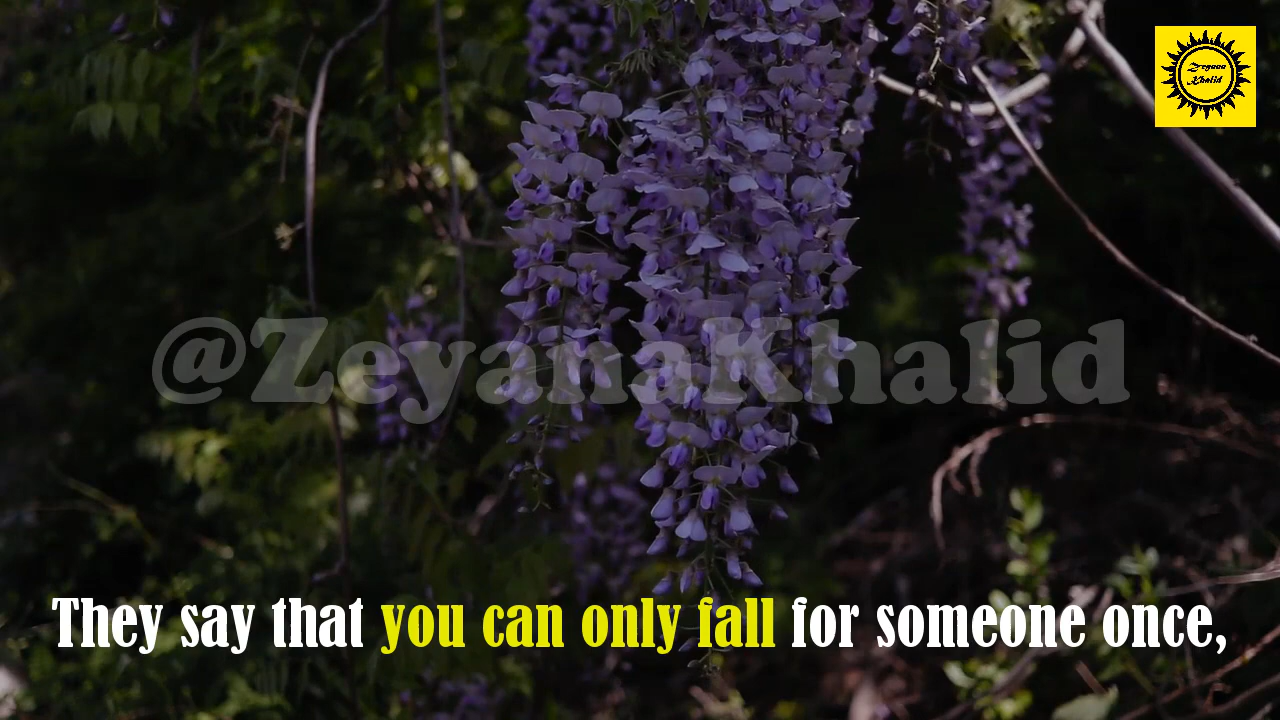 Zeyana
Khalid
@ZeyanaKhalid
They say that you can only fall for someone once,